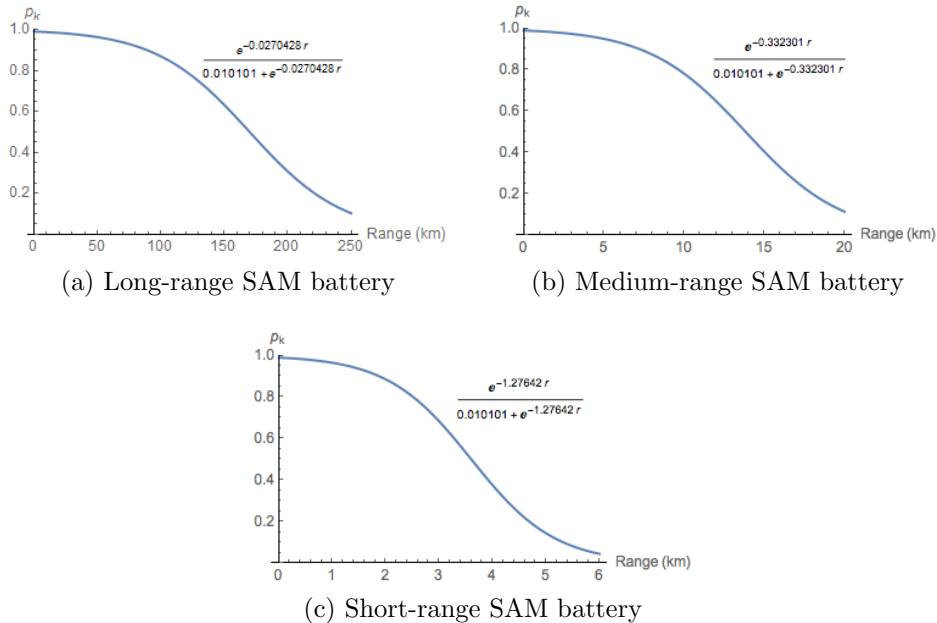 pk
1.0
0.8
0.6
0.4
0.2
0 50 100 150 200 250 Range (km)
e^-0.0270428 r
0.010101 + e^-0.0270428 r
(a) Long-range SAM battery
pk
1.0
0.8
0.6
0.4
0.2
0 5 10 15 20 Range (km)
e^-0.332301 r
0.010101 + e^-0.332301 r
(b) Medium-range SAM battery
pk
1.0
0.8
0.6
0.4
0.2
0 1 2 3 4 5 6 Range (km)
e^-1.27642 r
0.010101 + e^-1.27642 r
(c) Short-range SAM battery